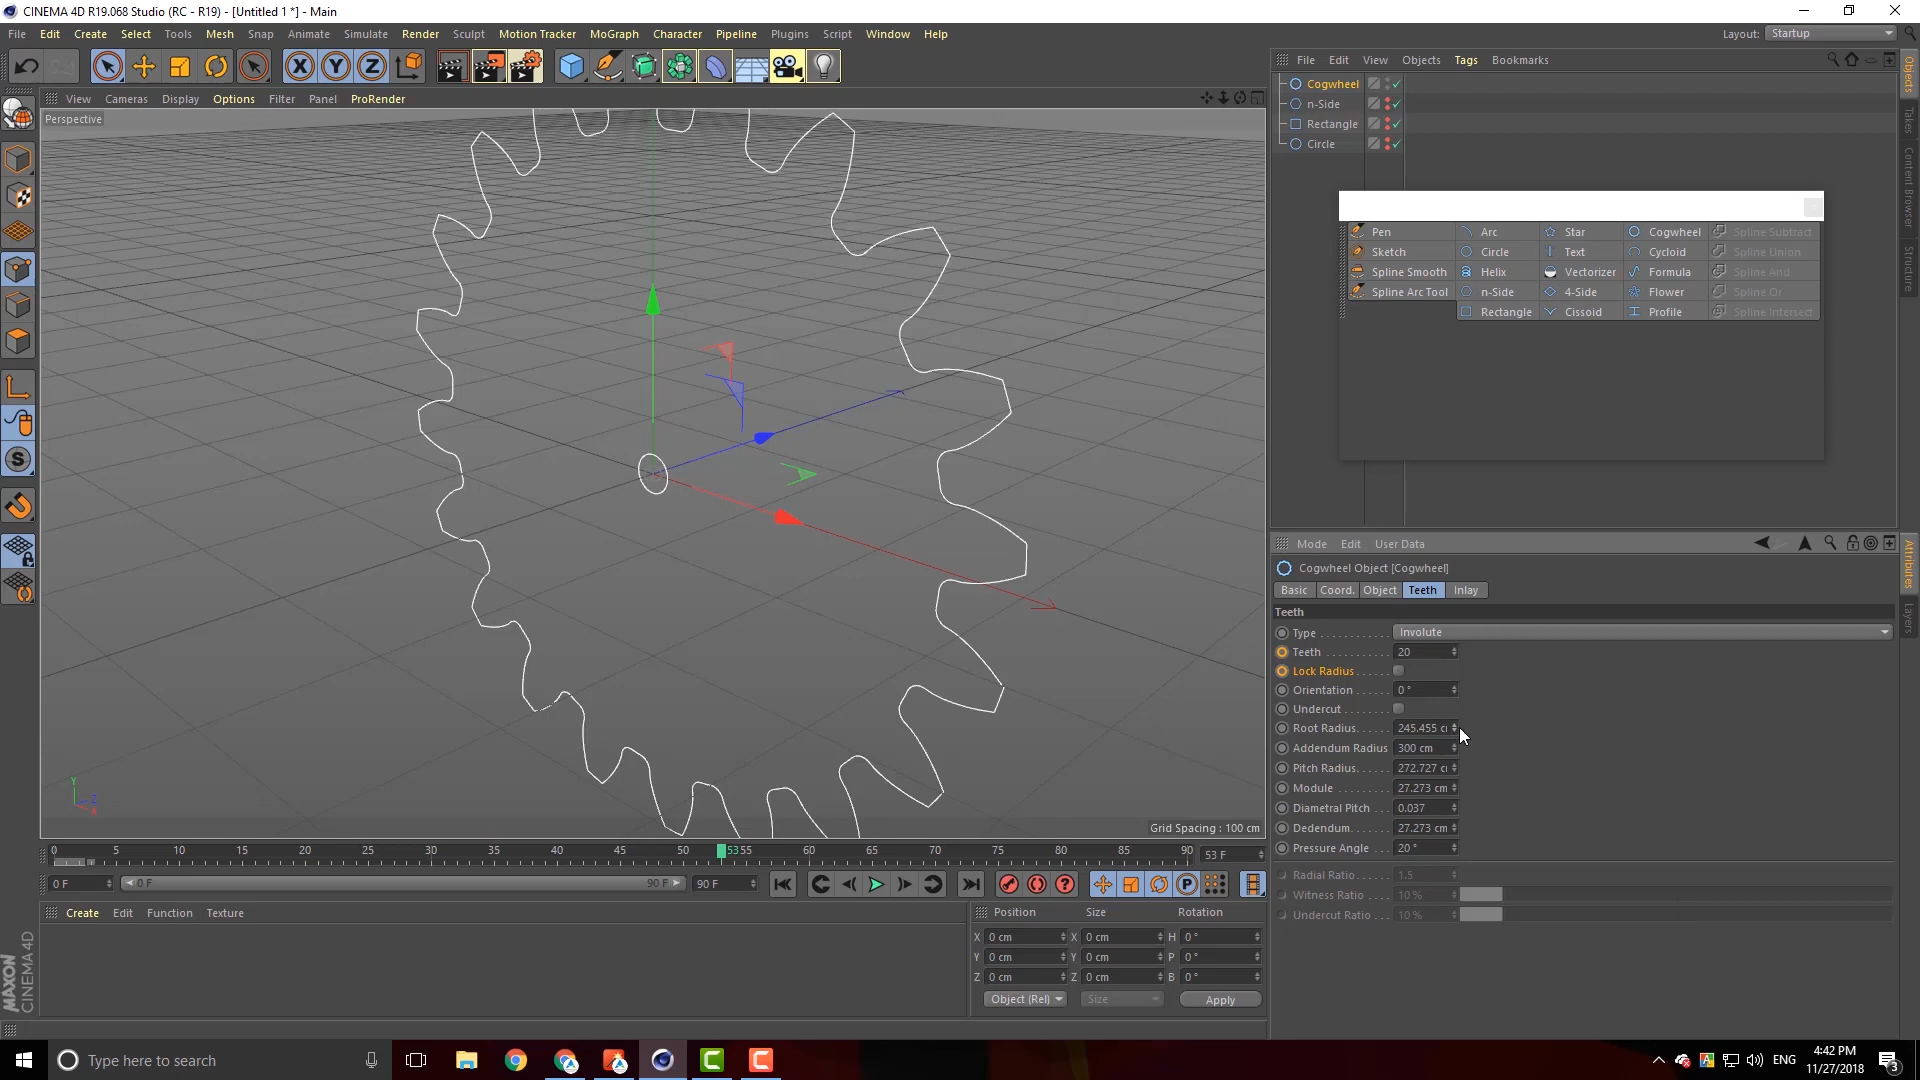 CINEMA 4D R19.068 Studio (RC - R19) - [Untitled 1 *] - Main
File Edit Create Select Tools Mesh Snap Animate Simulate Render Sculpt Motion Tracker MoGraph Character Pipeline Plugins Script Window Help
Layout: Startup
File Edit View Objects Tags Bookmarks
View Cameras Display Options Filter Panel ProRender
Perspective
Cogwheel
n-Side
Rectangle
Circle
Objects
Takes
Content Browser
Structure
Pen Arc Star Cogwheel Spline Subtract
Sketch Circle Text Cycloid Spline Union
Spline Smooth Helix Vectorizer Formula Spline And
Spline Arc Tool n-Side 4-Side Flower Spline Or
Rectangle Cissoid Profile Spline Intersect
Mode Edit User Data
Cogwheel Object [Cogwheel]
Basic Coord. Object Teeth Inlay
Teeth
Type Involute
Teeth 20
Lock Radius
Orientation 0 °
Undercut
Root Radius 245.455 c
Addendum Radius 300 cm
Pitch Radius 272.727 c
Module 27.273 cm
Diametral Pitch 0.037
Dedendum 27.273 cm
Pressure Angle 20 °
Radial Ratio 1.5
Witness Ratio 10 %
Undercut Ratio 10 %
Attributes
Layers
Y
Z
X
Grid Spacing : 100 cm
0 5 10 15 20 25 30 35 40 45 50 5355 60 65 70 75 80 85 90
53 F
0 F 0 F 90 F 90 F
Create Edit Function Texture
Position Size Rotation
X 0 cm X 0 cm H 0 °
Y 0 cm Y 0 cm P 0 °
Z 0 cm Z 0 cm B 0 °
Object (Rel) Size Apply
MAXON
CINEMA 4D
Type here to search
ENG
4:42 PM
11/27/2018
3